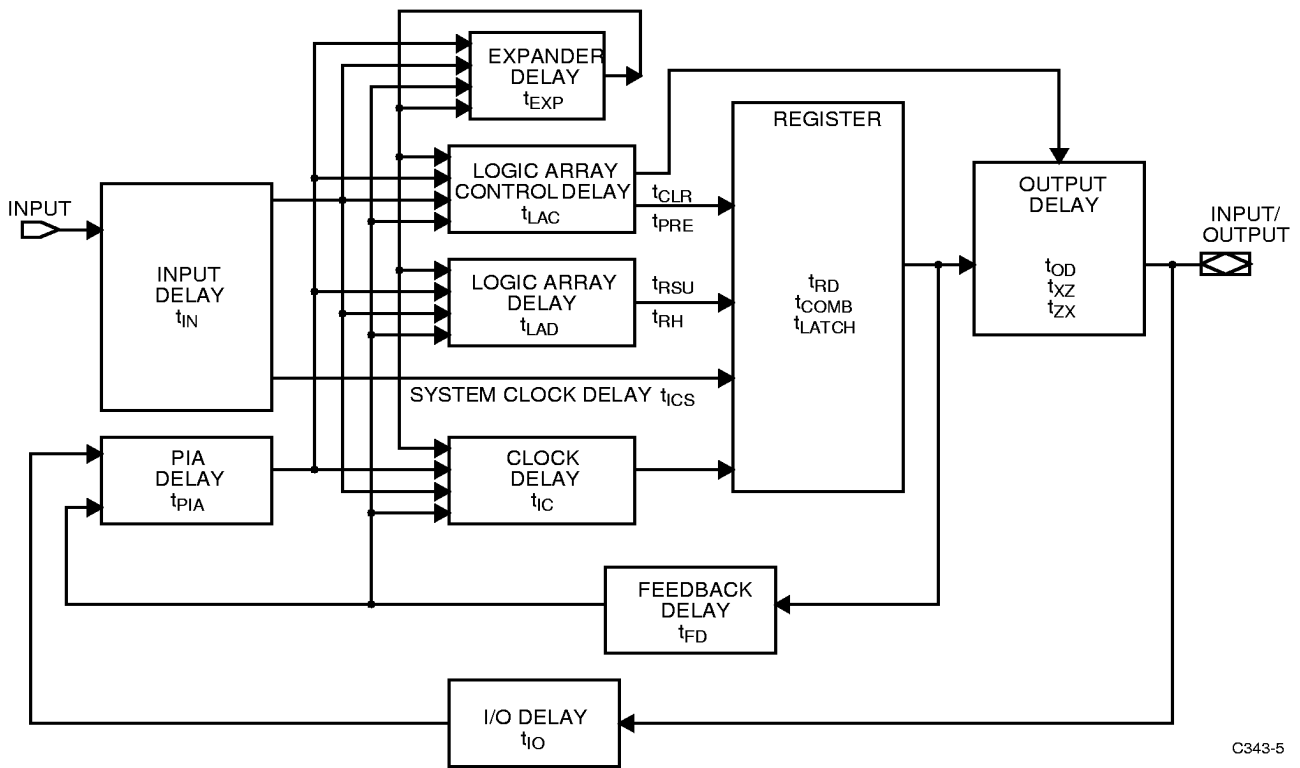 EXPANDER
DELAY
tEXP
REGISTER
LOGIC ARRAY
CONTROL DELAY
tLAC
tCLR
tPRE
OUTPUT
DELAY
tOD
tXZ
tZX
INPUT
INPUT/
OUTPUT
INPUT
DELAY
tIN
LOGIC ARRAY
DELAY
tLAD
tRSU
tRH
tRD
tCOMB
tLATCH
SYSTEM CLOCK DELAY tICS
PIA
DELAY
tPIA
CLOCK
DELAY
tIC
FEEDBACK
DELAY
tFD
I/O DELAY
tIO
C343-5